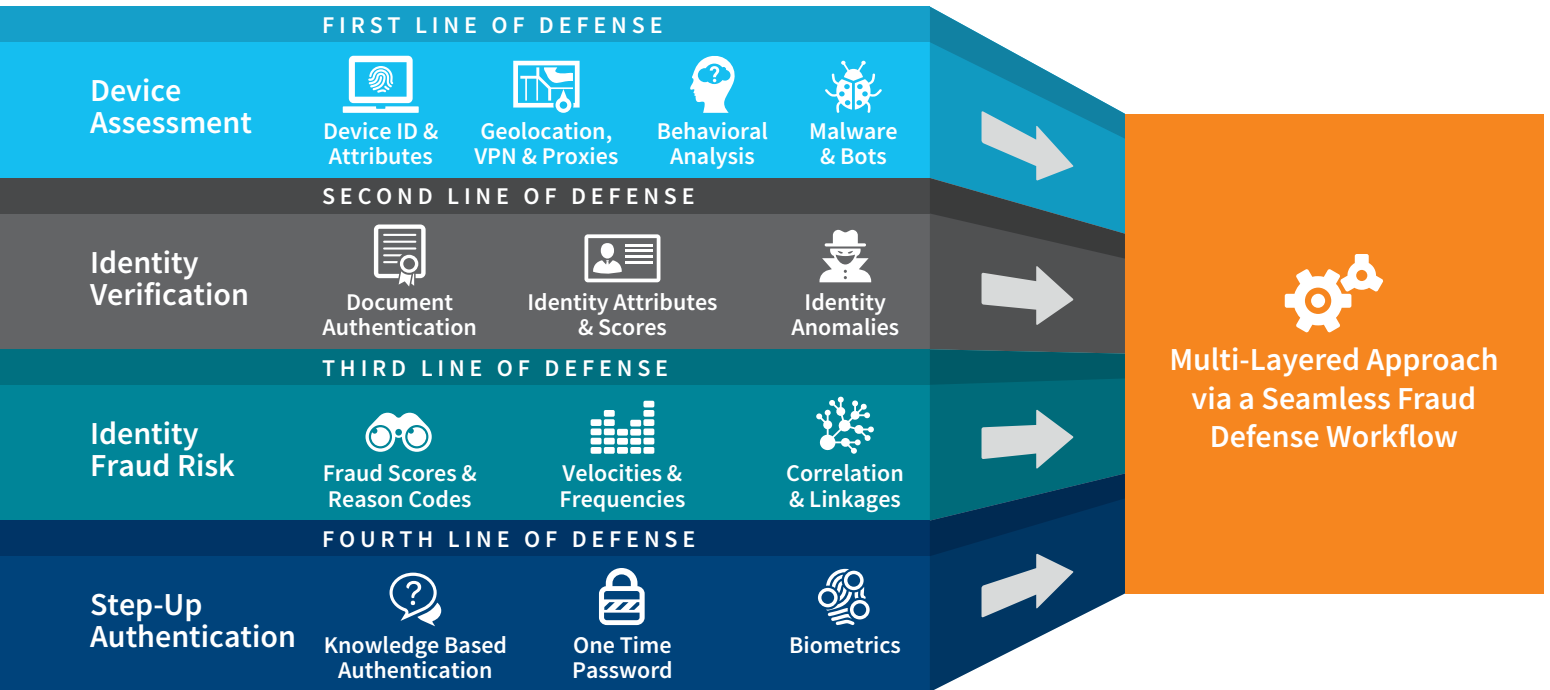 FIRST LINE OF DEFENSE
Device
Assessment
Device ID &
Attributes
Geolocation,
VPN & Proxies
Behavioral
Analysis
Malware
& Bots
SECOND LINE OF DEFENSE
Identity
Verification
Document
Authentication
Identity Attributes
& Scores
Identity
Anomalies
THIRD LINE OF DEFENSE
Identity
Fraud Risk
Fraud Scores &
Reason Codes
Velocities &
Frequencies
Correlation
& Linkages
FOURTH LINE OF DEFENSE
Step-Up
Authentication
Knowledge Based
Authentication
One Time
Password
Biometrics
Multi-Layered Approach
via a Seamless Fraud
Defense Workflow